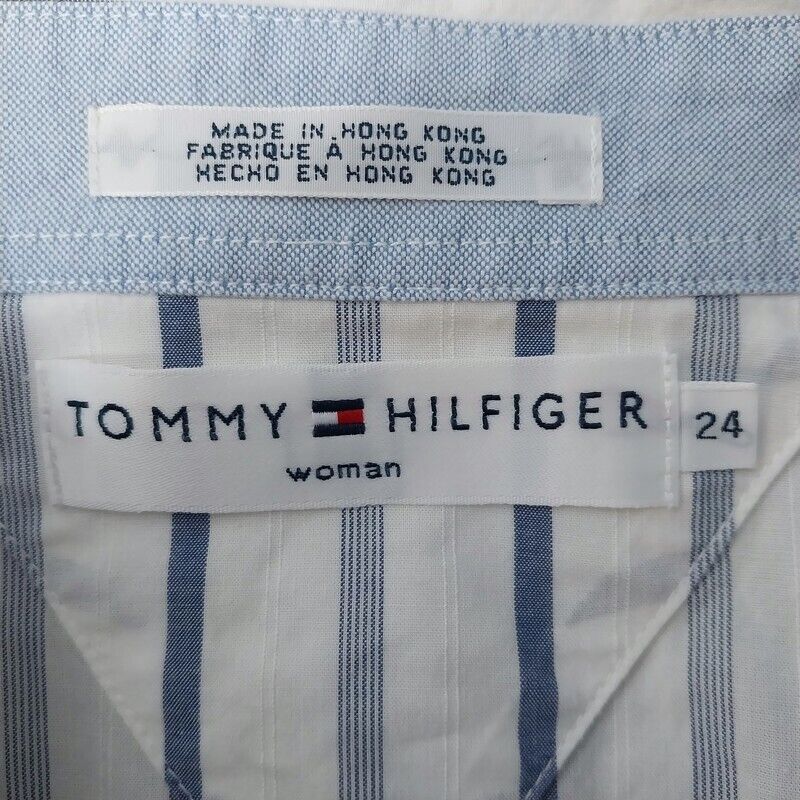 MADE IN HONG KONG
FABRIQUE À HONG KONG
HECHO EN HONG KONG
TOMMY HILFIGER
woman
24